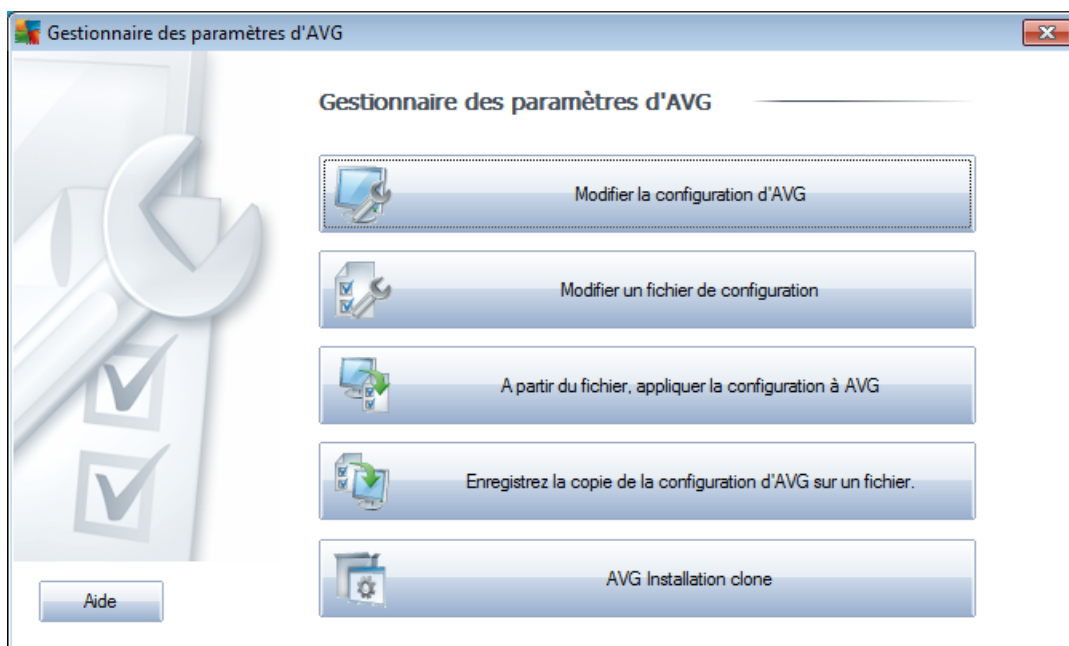 Gestionnaire des paramètres d'AVG
Gestionnaire des paramètres d'AVG
Modifier la configuration d'AVG
Modifier un fichier de configuration
A partir du fichier, appliquer la configuration à AVG
Enregistrez la copie de la configuration d'AVG sur un fichier.
AVG Installation clone
Aide